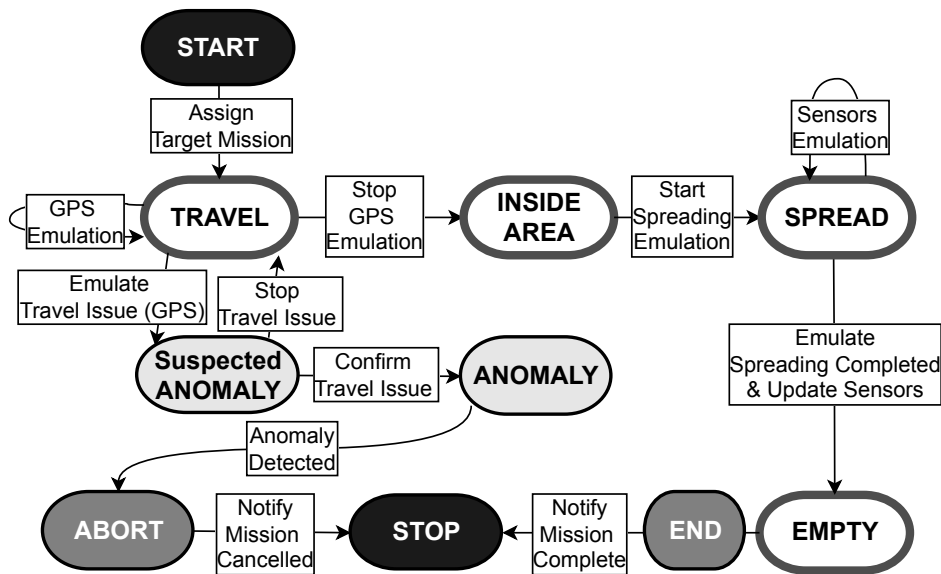 START
Assign
Target Mission
Sensors
Emulation
GPS
Emulation
TRAVEL
Stop
GPS
Emulation
INSIDE
AREA
Start
Spreading
Emulation
SPREAD
Emulate
Travel Issue (GPS)
Stop
Travel Issue
Suspected
ANOMALY
Confirm
Travel Issue
ANOMALY
Emulate
Spreading Completed
& Update Sensors
Anomaly
Detected
ABORT
Notify
Mission
Cancelled
STOP
Notify
Mission
Complete
END
EMPTY